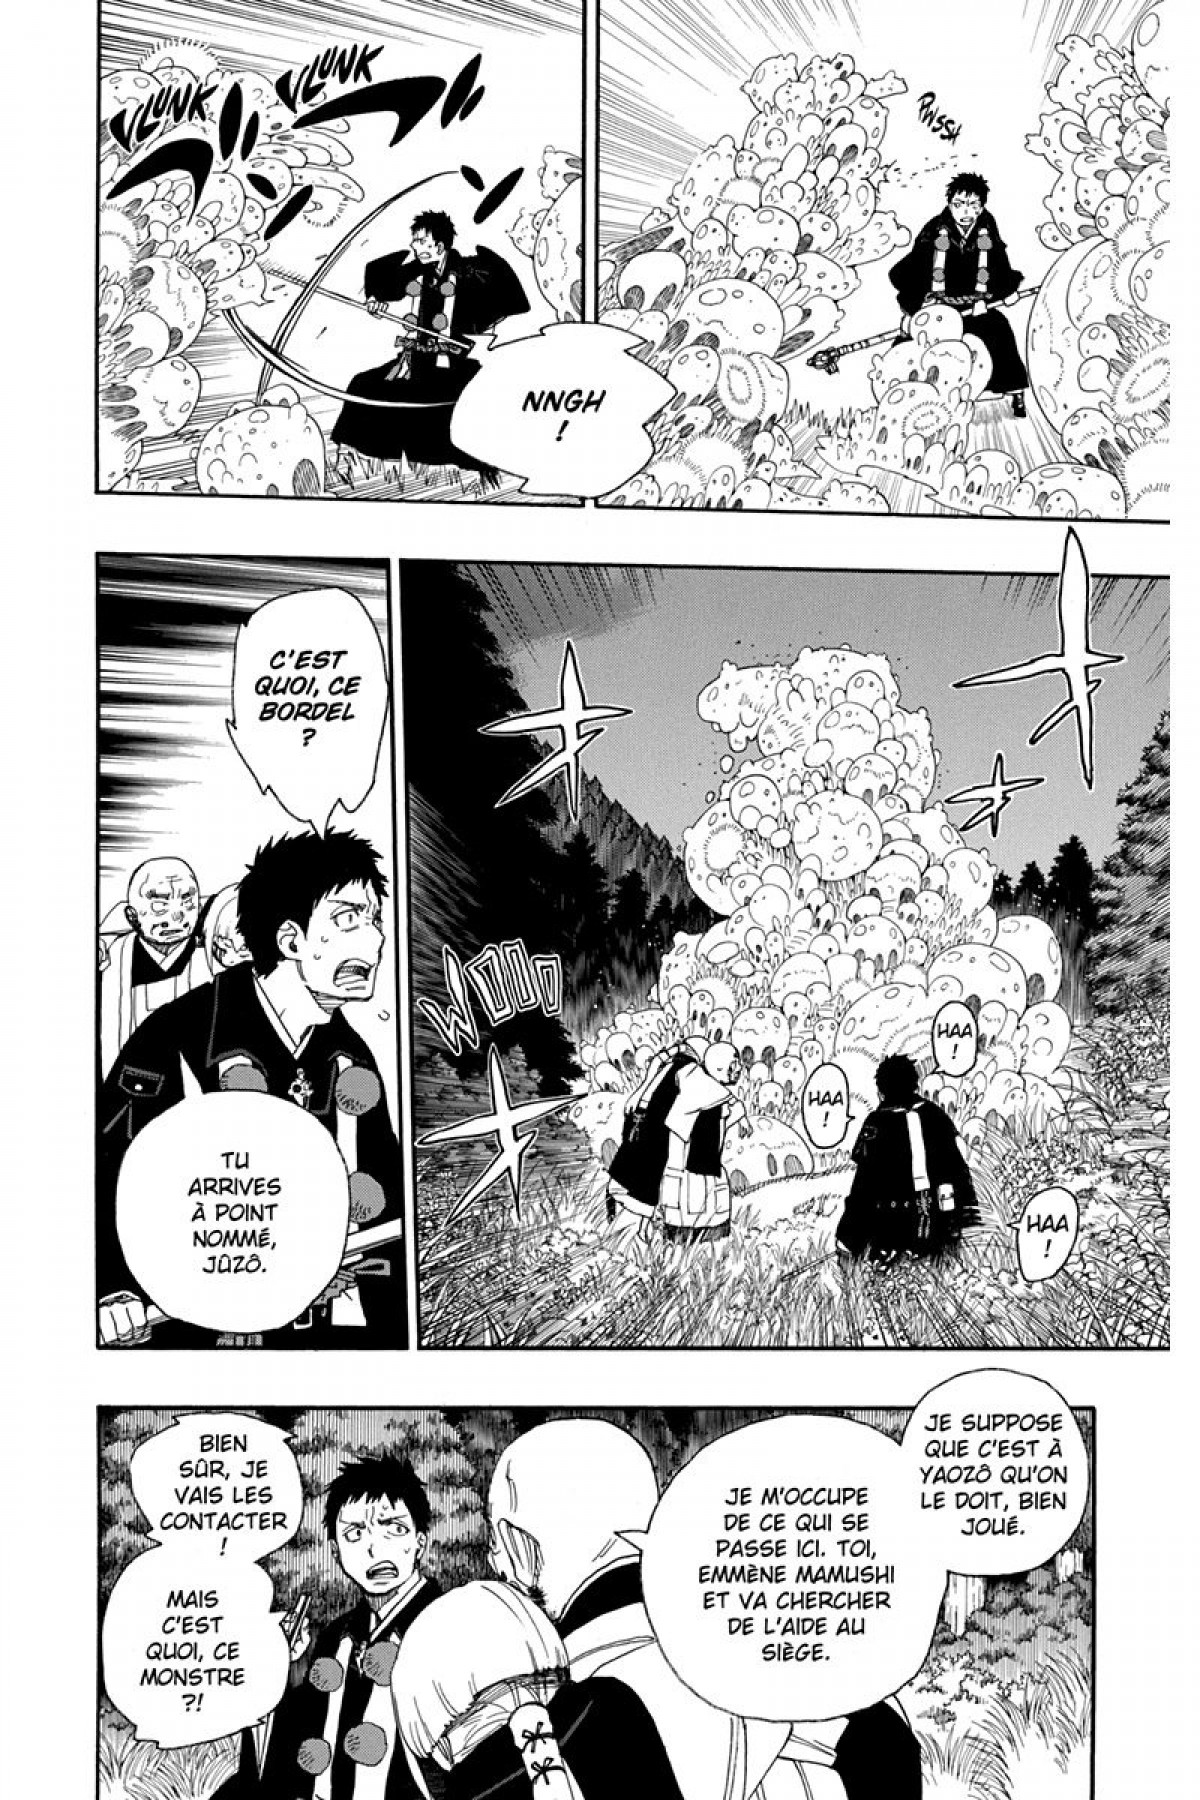 PWSSH
VLUNK
VLUNK
NNGH
!
HAA
!
HAA
!
HAA
!
WOOO
C'EST
QUOI, CE
BORDEL
?
TU
ARRIVES
À POINT
NOMMÉ,
JÛZÔ.
JE SUPPOSE
QUE C'EST À
YAOZÔ QU'ON
LE DOIT, BIEN
JOUÉ.
JE M'OCCUPE
DE CE QUI SE
PASSE ICI. TOI,
EMMÈNE MAMUSHI
ET VA CHERCHER
DE L'AIDE AU
SIÈGE.
BIEN
SÛR, JE
VAIS LES
CONTACTER
!
MAIS
C'EST
QUOI, CE
MONSTRE
?!